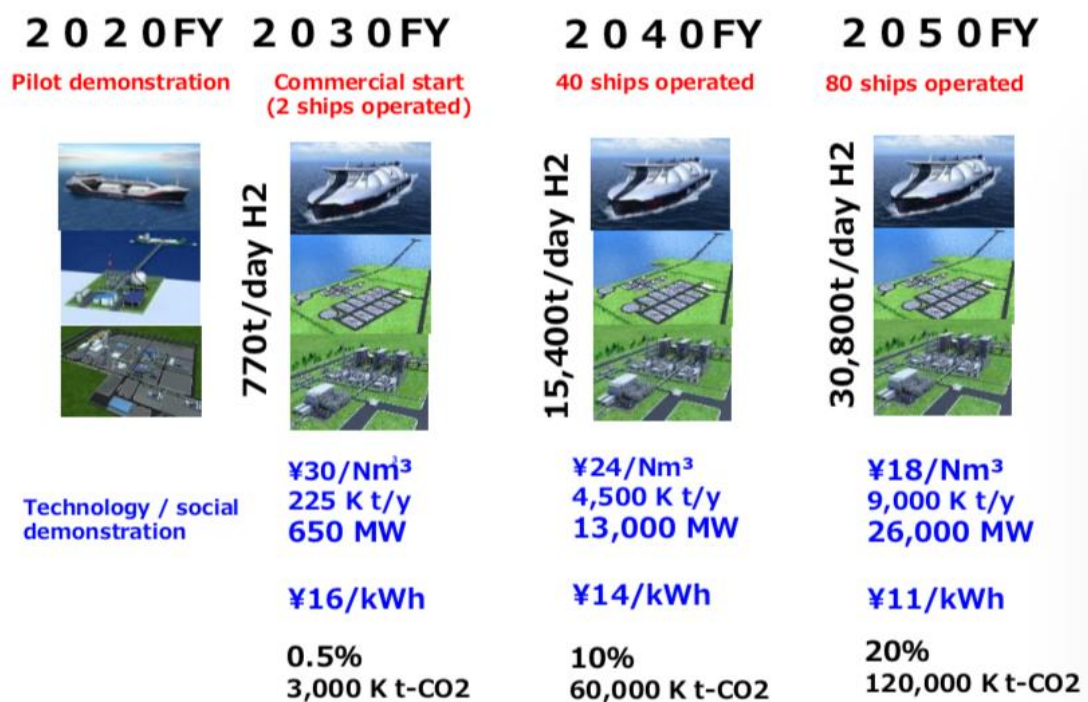 2020FY
Pilot demonstration
Technology / social
demonstration
2030FY
Commercial start
(2 ships operated)
770t/day H2
¥30/Nm³
225 K t/y
650 MW
¥16/kWh
0.5%
3,000 K t-CO2
2040FY
40 ships operated
15,400t/day H2
¥24/Nm³
4,500 K t/y
13,000 MW
¥14/kWh
10%
60,000 K t-CO2
2050FY
80 ships operated
30,800t/day H2
¥18/Nm³
9,000 K t/y
26,000 MW
¥11/kWh
20%
120,000 K t-CO2